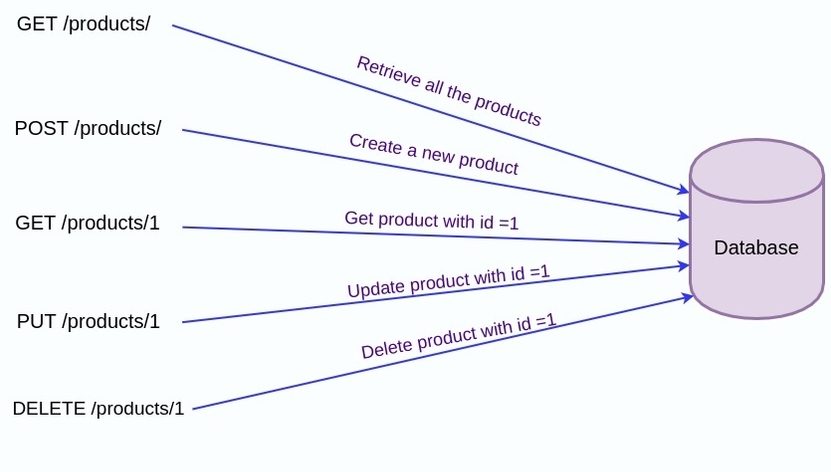 GET /products/
Retrieve all the products
POST /products/
Create a new product
GET /products/1
Get product with id =1
Database
PUT /products/1
Update product with id =1
DELETE /products/1
Delete product with id =1